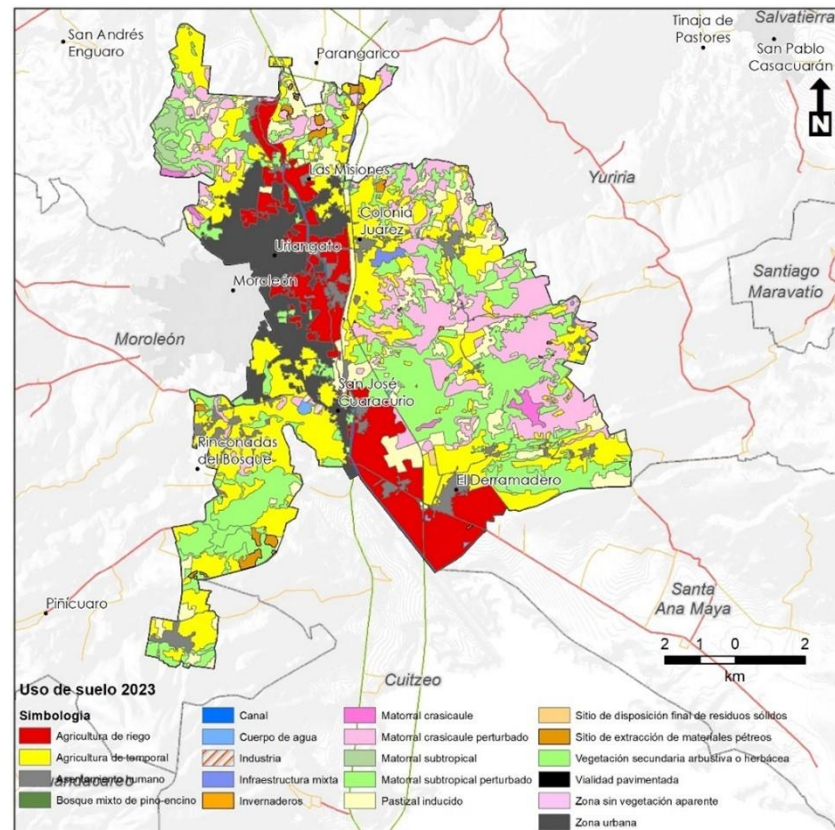 San Andrés
Enguaro
Parangarico
Tinaja de
Pastores
Salvatierra
San Pablo
Casacuarán
N
Las Misiones
Yuriria
Colonia
Juárez
Uriangato
Moroleón
Santiago
Maravatío
Moroleón
San José
Cuaracurio
Rinconadas
del Bosque
El Derramadero
Piñícuaro
Santa
Ana Maya
2 1 0 2
km
Cuitzeo
Uso de suelo 2023
Simbología
Agricultura de riego
Agricultura de temporal
Asentamiento humano
Bosque mixto de pino-encino
Canal
Cuerpo de agua
Industria
Infraestructura mixta
Invernaderos
Matorral crasicaule
Matorral crasicaule perturbado
Matorral subtropical
Matorral subtropical perturbado
Pastizal inducido
Sitio de disposición final de residuos sólidos
Sitio de extracción de materiales pétreos
Vegetación secundaria arbustiva o herbácea
Vialidad pavimentada
Zona sin vegetación aparente
Zona urbana